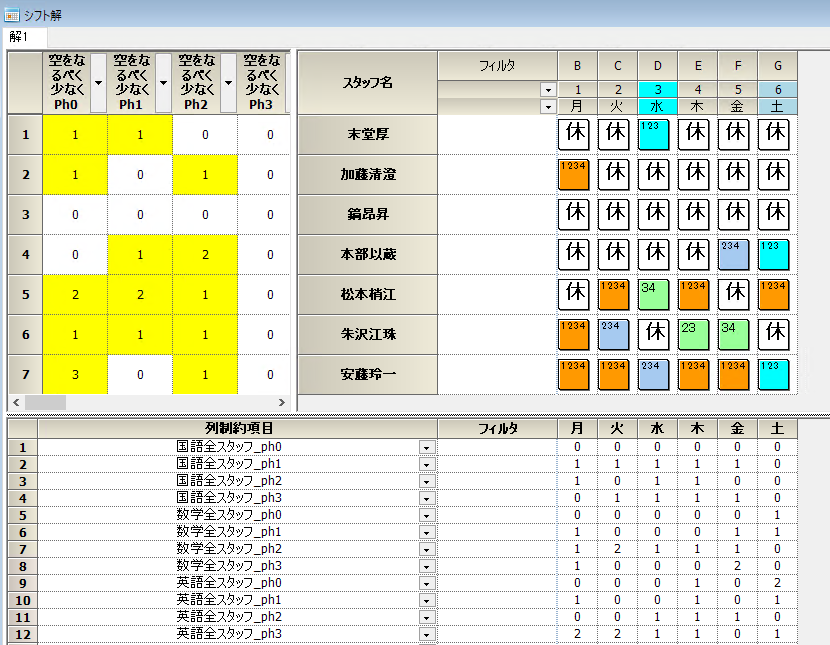 シフト解
解1
空をな 空をな 空をな 空をな
るべく るべく るべく るべく
少なく 少なく 少なく 少なく
Ph0 Ph1 Ph2 Ph3
スタッフ名 フィルタ B C D E F G
1 2 3 4 5 6
月 火 水 木 金 土
1 1 1 0 0 末堂厚 休 休 123 休 休 休
2 1 0 1 0 加藤清澄 1234 休 休 休 休 休
3 0 0 0 0 鎬昂昇 休 休 休 休 休 休
4 0 1 2 0 本部以蔵 休 休 休 休 234 123
5 2 2 1 0 松本梢江 休 1234 34 1234 休 1234
6 1 1 1 0 朱沢江珠 1234 234 休 23 34 休
7 3 0 1 0 安藤玲一 1234 1234 234 1234 1234 123
列制約項目 フィルタ 月 火 水 木 金 土
1 国語全スタッフ_ph0 0 0 0 0 0 0
2 国語全スタッフ_ph1 1 1 1 1 1 0
3 国語全スタッフ_ph2 1 0 1 1 0 0
4 国語全スタッフ_ph3 0 1 1 1 1 0
5 数学全スタッフ_ph0 0 0 0 0 0 1
6 数学全スタッフ_ph1 1 0 0 0 1 1
7 数学全スタッフ_ph2 1 2 1 1 1 0
8 数学全スタッフ_ph3 1 0 0 0 2 0
9 英語全スタッフ_ph0 0 0 0 1 0 2
10 英語全スタッフ_ph1 1 0 0 1 0 1
11 英語全スタッフ_ph2 0 0 1 1 1 0
12 英語全スタッフ_ph3 2 2 1 1 0 1